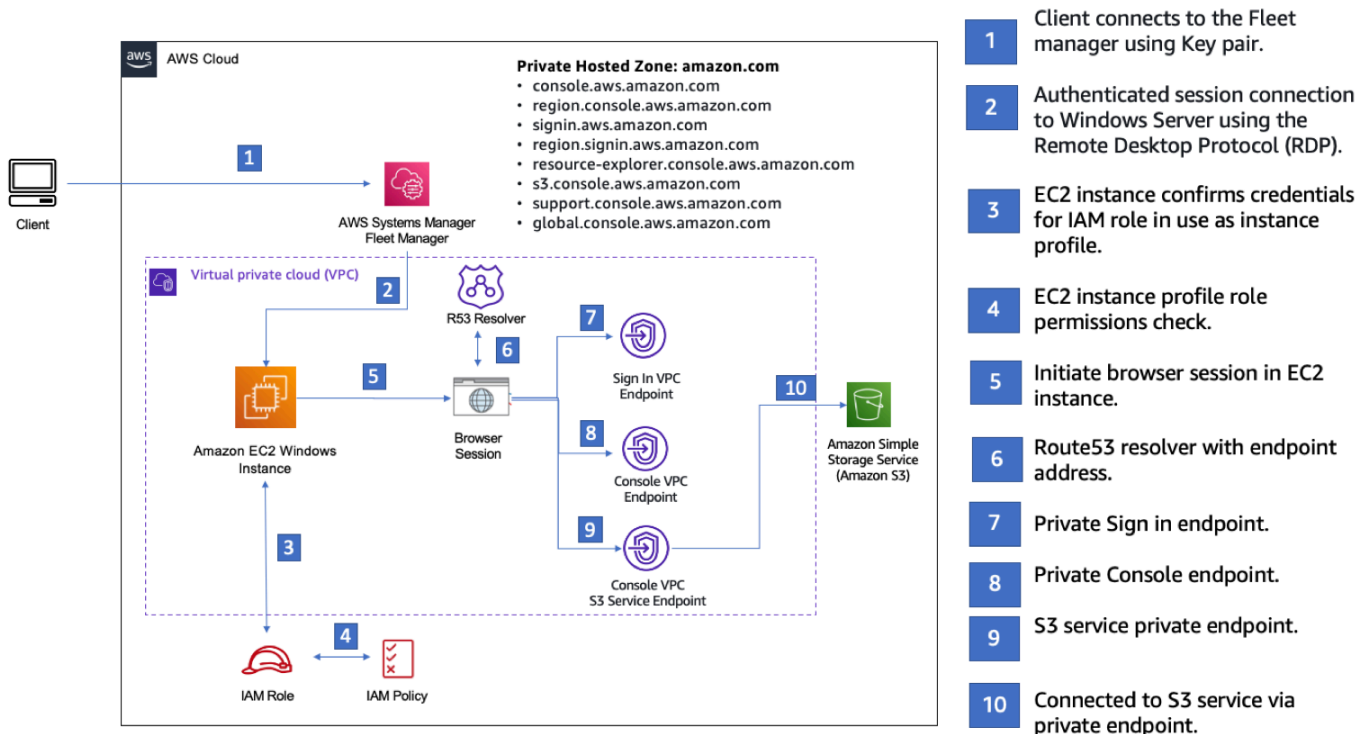 aws
AWS Cloud
Private Hosted Zone: amazon.com
• console.aws.amazon.com
• region.console.aws.amazon.com
• signin.aws.amazon.com
• region.signin.aws.amazon.com
• resource-explorer.console.aws.amazon.com
• s3.console.aws.amazon.com
• support.console.aws.amazon.com
• global.console.aws.amazon.com
1
Client
AWS Systems Manager
Fleet Manager
Virtual private cloud (VPC)
2
R53 Resolver
6
7
Sign In VPC
Endpoint
5
Amazon EC2 Windows
Instance
Browser
Session
8
Console VPC
Endpoint
10
Amazon Simple
Storage Service
(Amazon S3)
9
Console VPC
S3 Service Endpoint
3
4
IAM Role
IAM Policy
1
Client connects to the Fleet
manager using Key pair.
2
Authenticated session connection
to Windows Server using the
Remote Desktop Protocol (RDP).
3
EC2 instance confirms credentials
for IAM role in use as instance
profile.
4
EC2 instance profile role
permissions check.
5
Initiate browser session in EC2
instance.
6
Route53 resolver with endpoint
address.
7
Private Sign in endpoint.
8
Private Console endpoint.
9
S3 service private endpoint.
10
Connected to S3 service via
private endpoint.